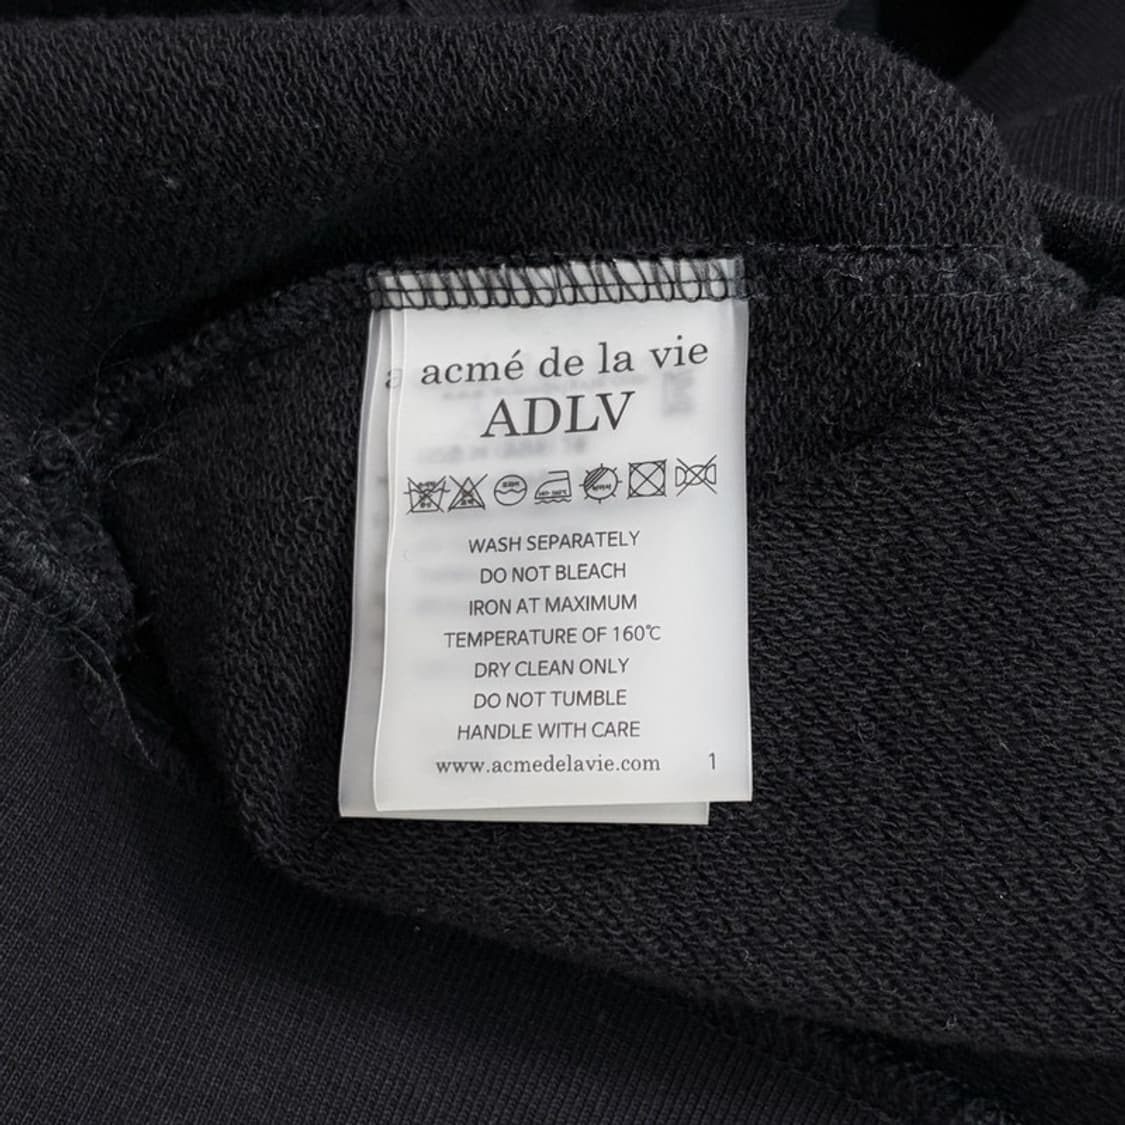 acmé de la vie
ADLV
WASH SEPARATELY
DO NOT BLEACH
IRON AT MAXIMUM
TEMPERATURE OF 160℃
DRY CLEAN ONLY
DO NOT TUMBLE
HANDLE WITH CARE
www.acmedelavie.com 1